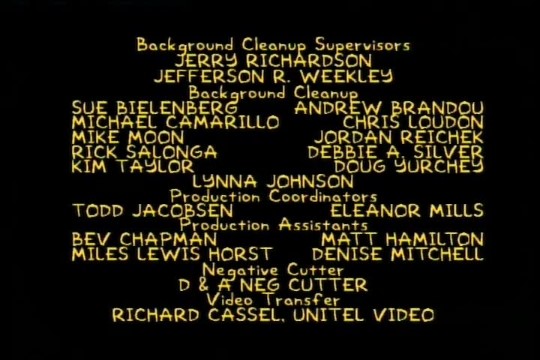 Background Cleanup Supervisors
JERRY RICHARDSON
JEFFERSON R. WEEKLEY
Background Cleanup
SUE BIELENBERG ANDREW BRANDOU
MICHAEL CAMARILLO CHRIS LOUDON
MIKE MOON JORDAN REICHEK
RICK SALONGA DEBBIE A. SILVER
KIM TAYLOR DOUG YURCHEY
LYNNA JOHNSON
Production Coordinators
TODD JACOBSEN ELEANOR MILLS
Production Assistants
BEV CHAPMAN MATT HAMILTON
MILES LEWIS HORST DENISE MITCHELL
Negative Cutter
D & A NEG CUTTER
Video Transfer
RICHARD CASSEL, UNITEL VIDEO